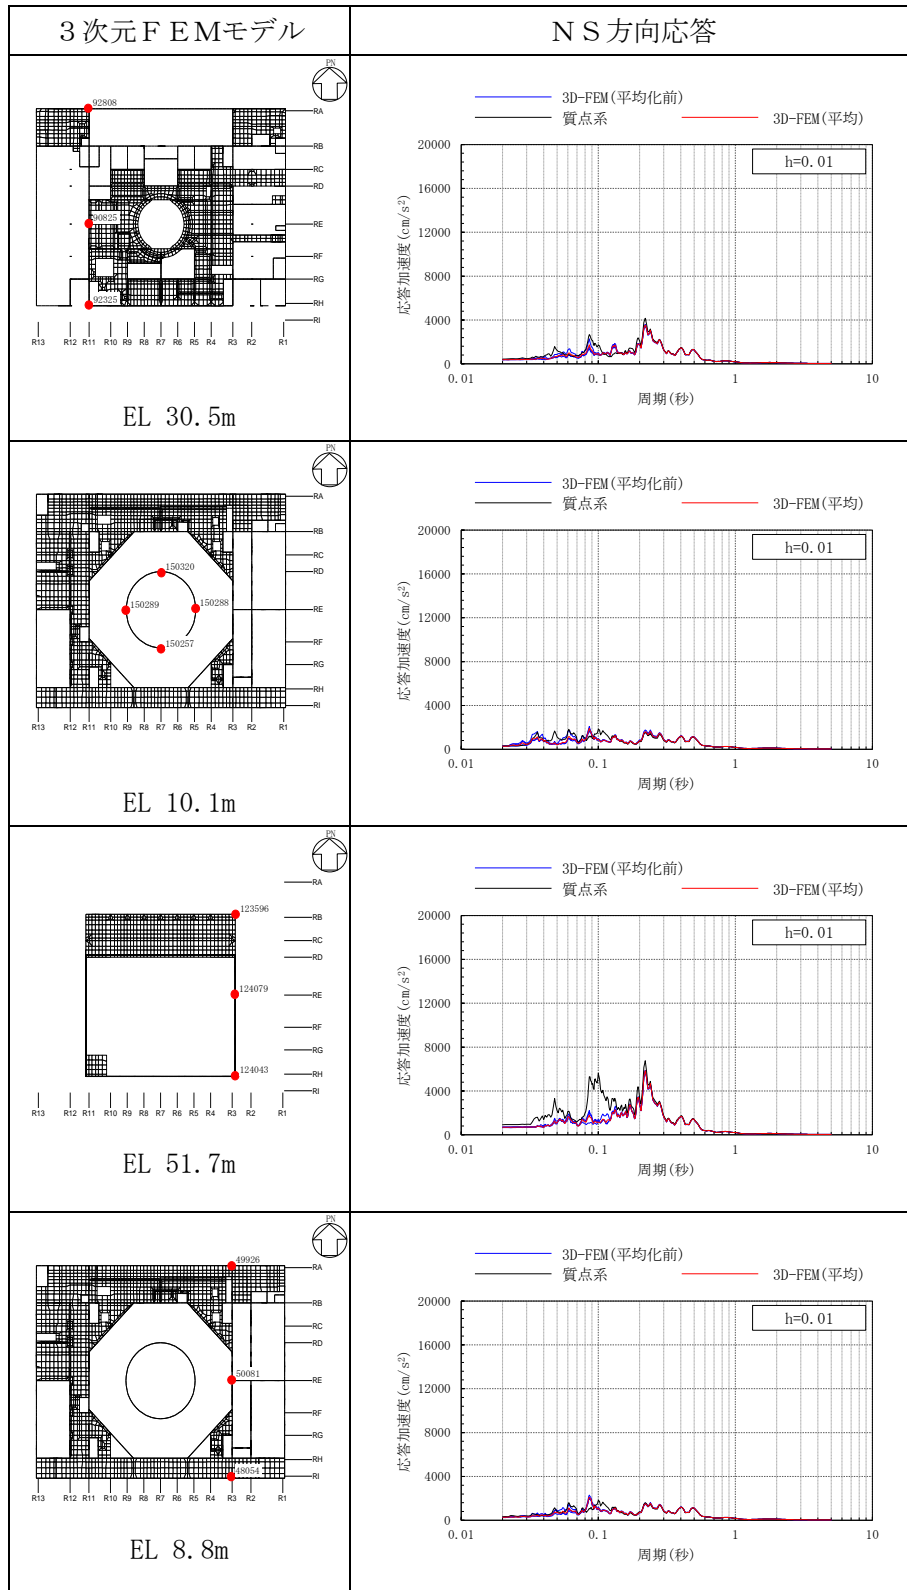 ３次元ＦＥＭモデル
ＮＳ方向応答
PN
92808
90825
92325
RA
RB
RC
RD
RE
RF
RG
RH
RI
R13 R12 R11 R10 R9 R8 R7 R6 R5 R4 R3 R2 R1
EL 30.5m
3D-FEM(平均化前)
質点系 3D-FEM(平均)
h=0.01
応答加速度(cm/s²)
20000
16000
12000
8000
4000
0
0.01 0.1 1 10
周期(秒)
PN
150320
150289
150288
150257
RA
RB
RC
RD
RE
RF
RG
RH
RI
R13 R12 R11 R10 R9 R8 R7 R6 R5 R4 R3 R2 R1
EL 10.1m
3D-FEM(平均化前)
質点系 3D-FEM(平均)
h=0.01
応答加速度(cm/s²)
20000
16000
12000
8000
4000
0
0.01 0.1 1 10
周期(秒)
PN
123596
124079
124043
RA
RB
RC
RD
RE
RF
RG
RH
RI
R13 R12 R11 R10 R9 R8 R7 R6 R5 R4 R3 R2 R1
EL 51.7m
3D-FEM(平均化前)
質点系 3D-FEM(平均)
h=0.01
応答加速度(cm/s²)
20000
16000
12000
8000
4000
0
0.01 0.1 1 10
周期(秒)
PN
49926
50081
48054
RA
RB
RC
RD
RE
RF
RG
RH
RI
R13 R12 R11 R10 R9 R8 R7 R6 R5 R4 R3 R2 R1
EL 8.8m
3D-FEM(平均化前)
質点系 3D-FEM(平均)
h=0.01
応答加速度(cm/s²)
20000
16000
12000
8000
4000
0
0.01 0.1 1 10
周期(秒)